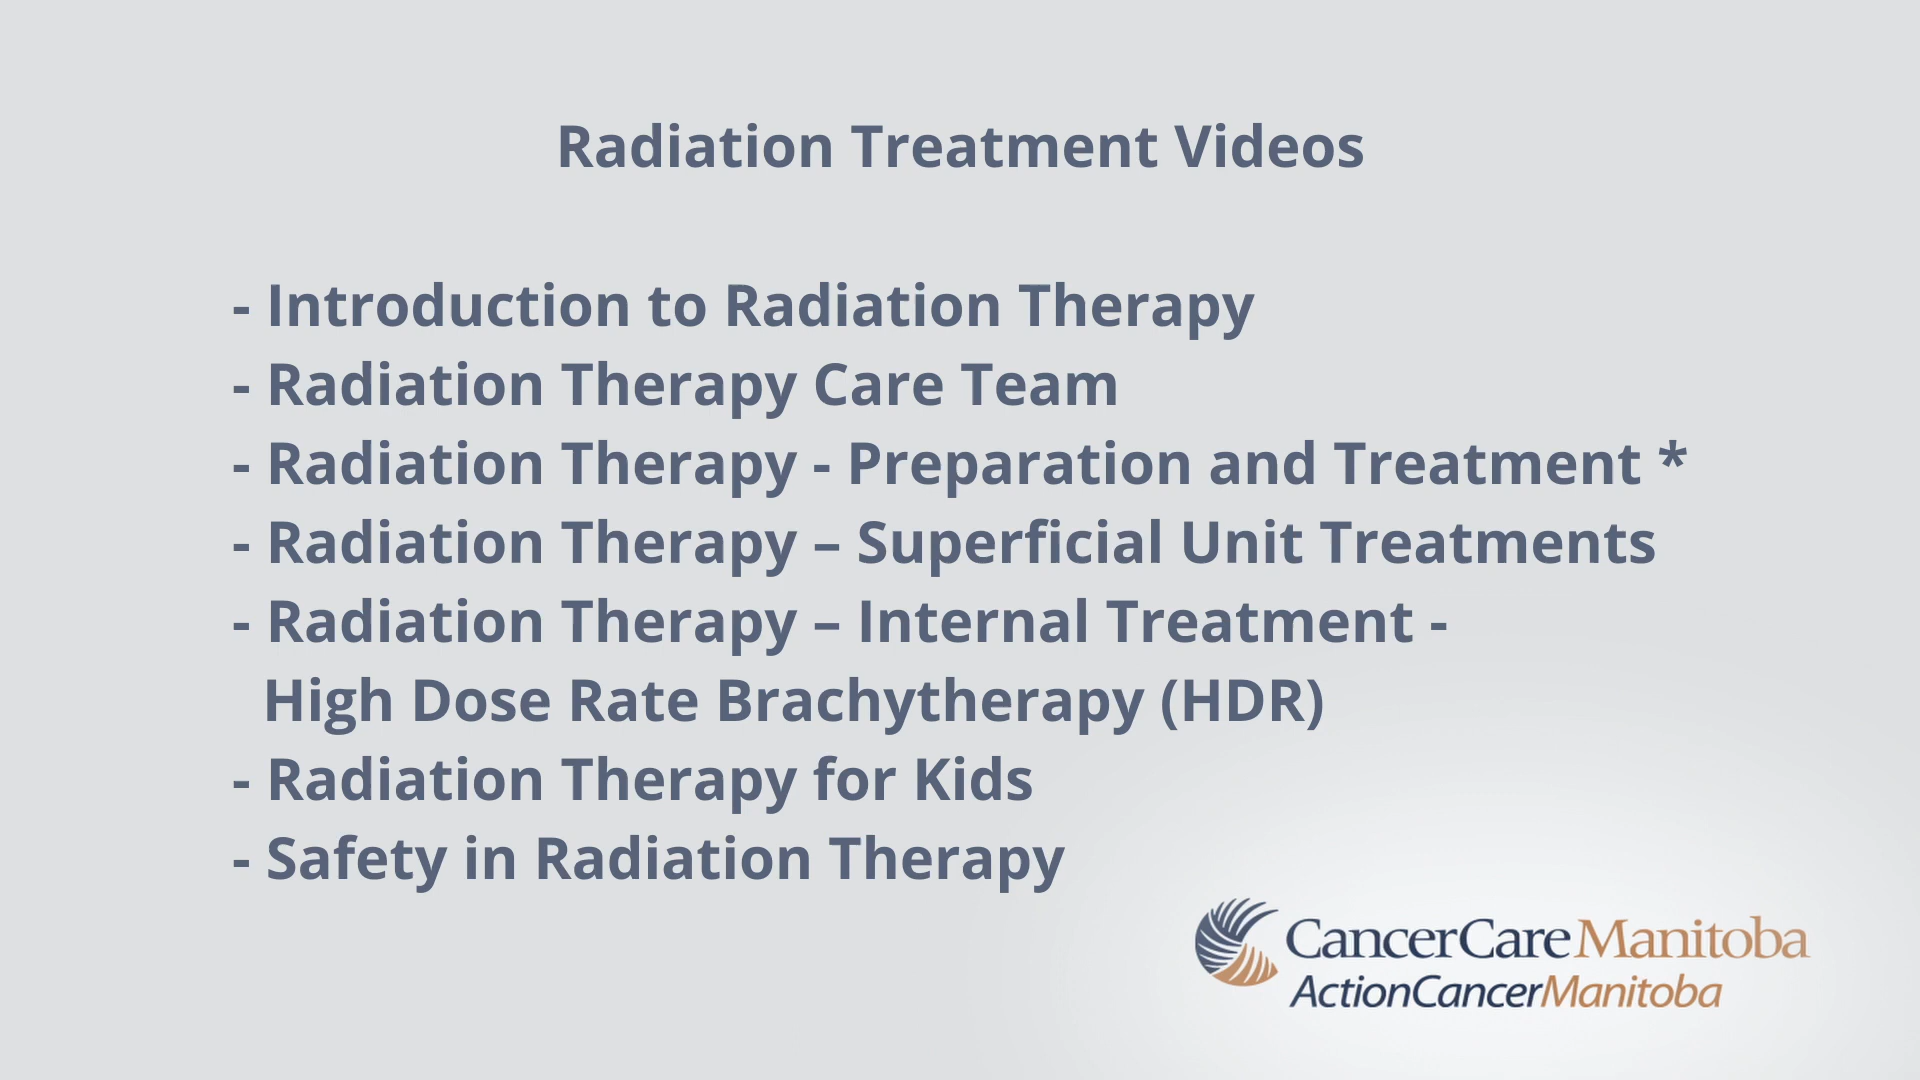 Radiation Treatment Videos
- Introduction to Radiation Therapy
- Radiation Therapy Care Team
- Radiation Therapy - Preparation and Treatment *
- Radiation Therapy – Superficial Unit Treatments
- Radiation Therapy – Internal Treatment -
High Dose Rate Brachytherapy (HDR)
- Radiation Therapy for Kids
- Safety in Radiation Therapy
CancerCare Manitoba
ActionCancerManitoba